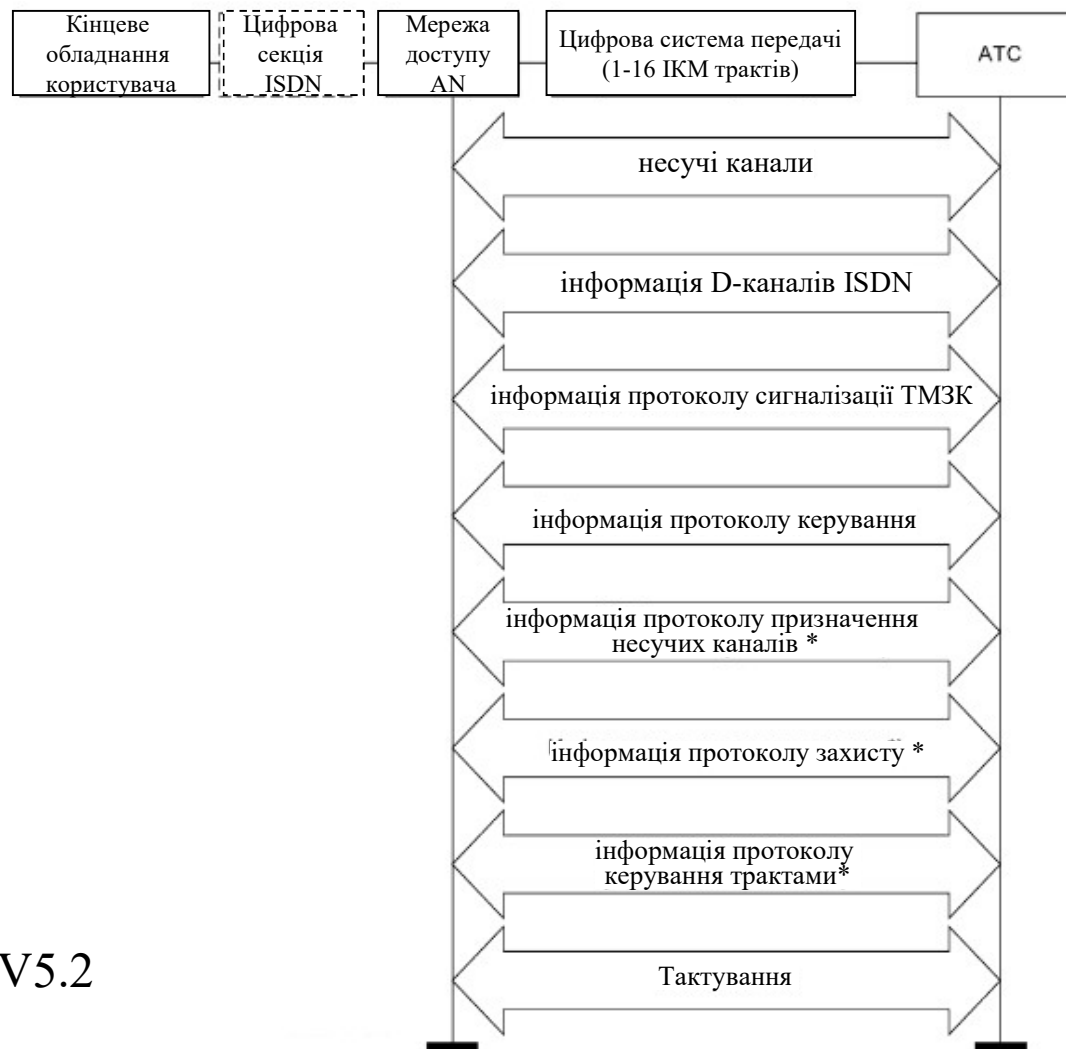 Кінцеве
обладнання
користувача
Цифрова
секція
ISDN
Мережа
доступу
AN
Цифрова система передачі
(1-16 ІКМ трактів)
АТС
несучі канали
інформація D-каналів ISDN
інформація протоколу сигналізації ТМЗК
інформація протоколу керування
інформація протоколу призначення
несучих каналів *
інформація протоколу захисту *
інформація протоколу
керування трактами*
Тактування
V5.2